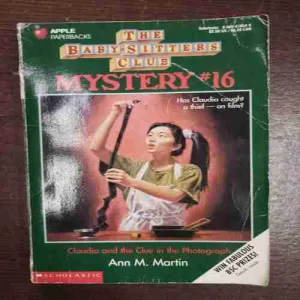 APPLE
PAPERBACKS
THE
BABY-SITTERS
CLUB
MYSTERY #16
Has Claudia caught
a thief — on film?
Claudia and the Clue in the Photograph
Ann M. Martin
WIN FABULOUS
BSC PRIZES!
SCHOLASTIC